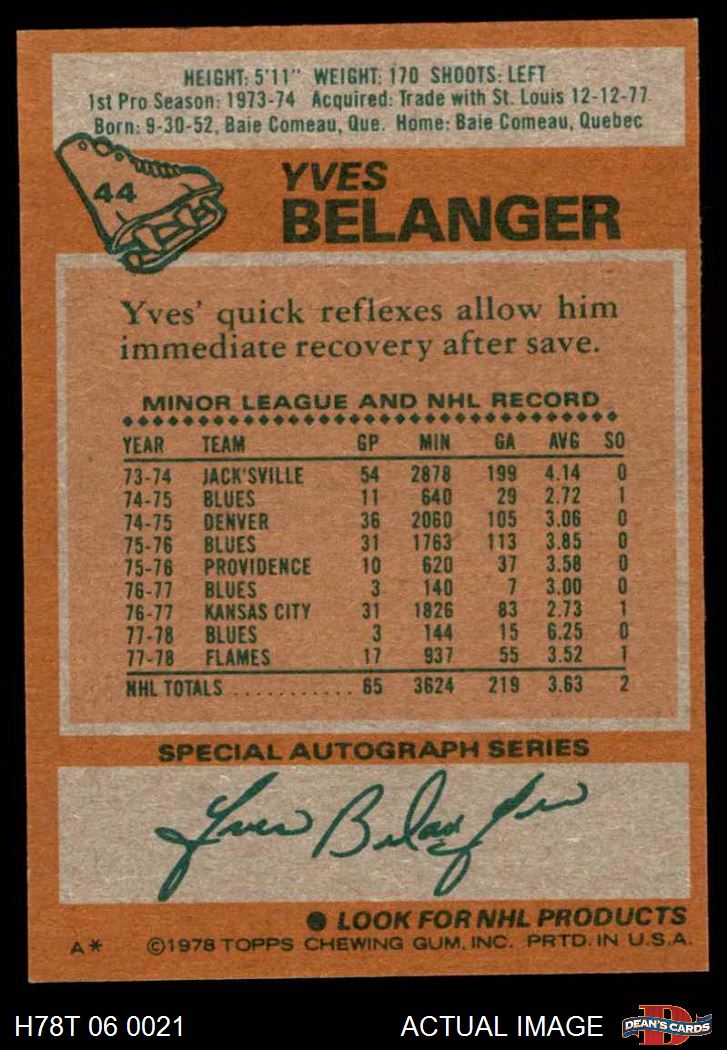 HEIGHT: 5'11" WEIGHT: 170 SHOOTS: LEFT
1st Pro Season: 1973-74 Acquired: Trade with St. Louis 12-12-77
Born: 9-30-52, Baie Comeau, Que. Home: Baie Comeau, Quebec
44
YVES
BELANGER
Yves' quick reflexes allow him
immediate recovery after save.
MINOR LEAGUE AND NHL RECORD
YEAR TEAM GP MIN GA AVG SO
73-74 JACK'SVILLE 54 2878 199 4.14 0
74-75 BLUES 11 640 29 2.72 1
74-75 DENVER 36 2060 105 3.06 0
75-76 BLUES 31 1763 113 3.85 0
75-76 PROVIDENCE 10 620 37 3.58 0
76-77 BLUES 3 140 7 3.00 0
76-77 KANSAS CITY 31 1826 83 2.73 1
77-78 BLUES 3 144 15 6.25 0
77-78 FLAMES 17 937 55 3.52 1
NHL TOTALS ........... 65 3624 219 3.63 2
SPECIAL AUTOGRAPH SERIES
Yves Belanger
● LOOK FOR NHL PRODUCTS
A* ©1978 TOPPS CHEWING GUM, INC. PRTD. IN U.S.A.
H78T 06 0021 ACTUAL IMAGE D DEAN'S CARDS